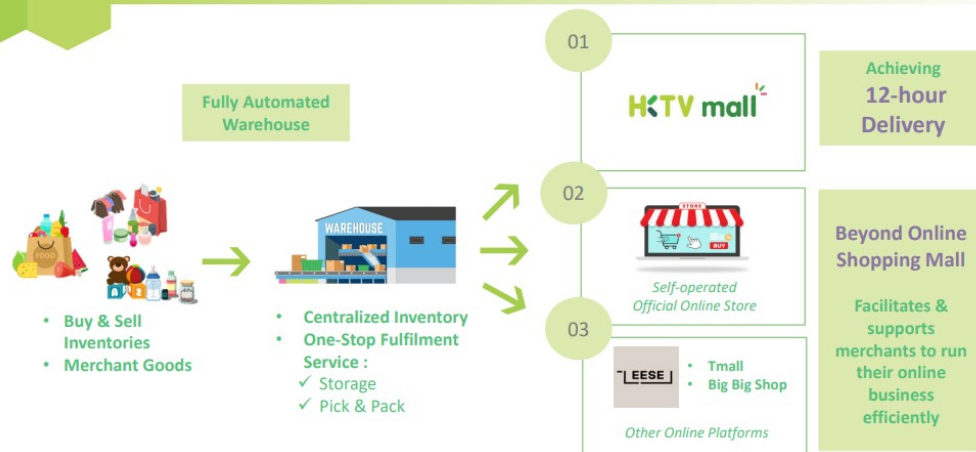 Fully Automated
Warehouse
FOOD
• Buy & Sell
Inventories
• Merchant Goods
WAREHOUSE
• Centralized Inventory
• One-Stop Fulfilment
Service :
✓ Storage
✓ Pick & Pack
01
HKTV mall
Achieving
12-hour
Delivery
02
STORE
BUY
Self-operated
Official Online Store
03
LEESE
• Tmall
• Big Big Shop
Other Online Platforms
Beyond Online
Shopping Mall
Facilitates &
supports
merchants to run
their online
business
efficiently